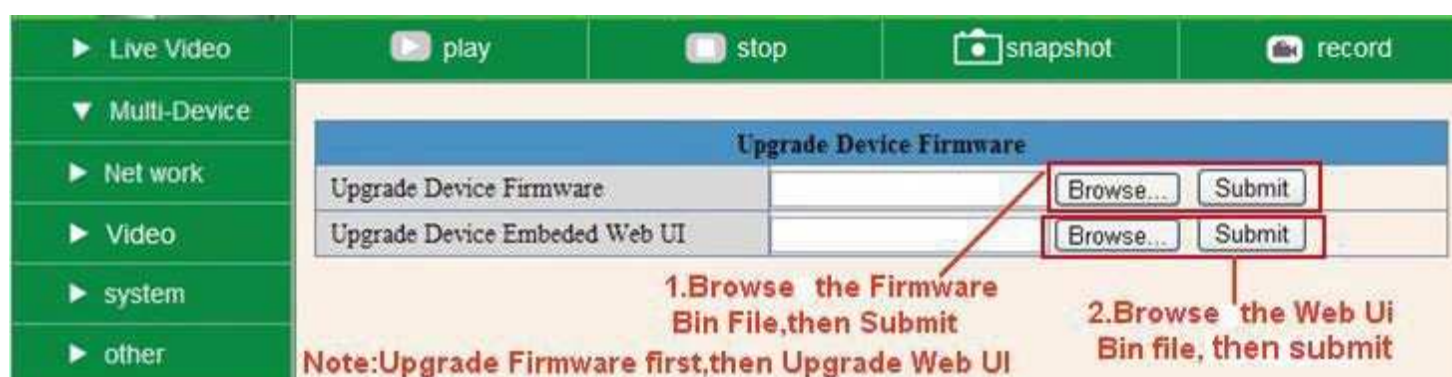 Live Video
play
stop
snapshot
record
Multi-Device
Net work
Video
system
other
Upgrade Device Firmware
Upgrade Device Firmware
Browse...
Submit
Upgrade Device Embeded Web UI
Browse...
Submit
1.Browse the Firmware
Bin File,then Submit
2.Browse the Web Ui
Bin file, then submit
Note:Upgrade Firmware first,then Upgrade Web UI